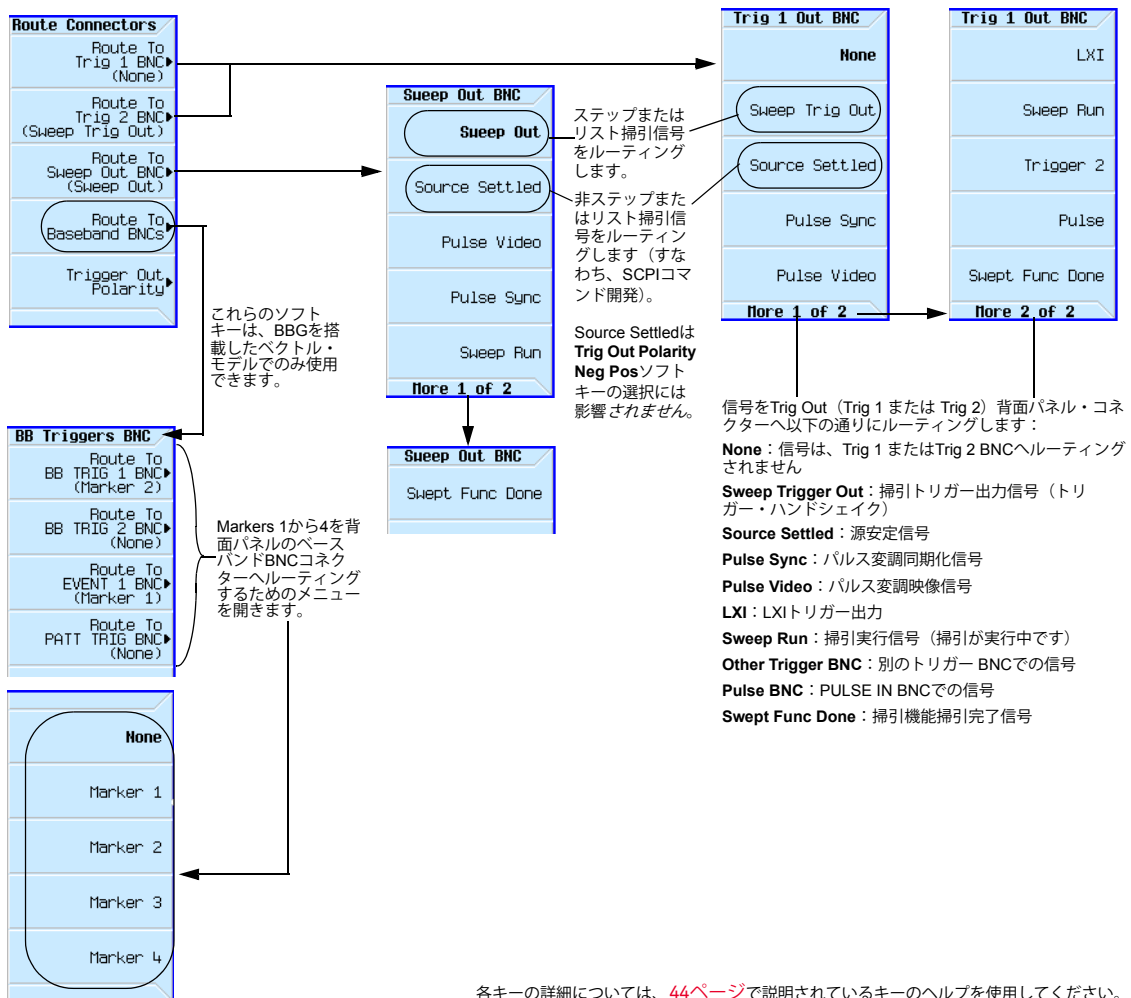 Route Connectors
Route To
Trig 1 BNC
(None)
Route To
Trig 2 BNC
(Sweep Trig Out)
Route To
Sweep Out BNC
(Sweep Out)
Route To
Baseband BNCs
Trigger Out
Polarity
これらのソフト
キーは、BBGを搭
載したベクトル・
モデルでのみ使用
できます。
Sweep Out BNC
Sweep Out
Source Settled
Pulse Video
Pulse Sync
Sweep Run
More 1 of 2
Sweep Out BNC
Swept Func Done
ステップまたは
リスト掃引信号
をルーティング
します。
非ステップまた
はリスト掃引信
号をルーティン
グします（すな
わち、SCPIコマ
ンド開発）。
Source Settledは
Trig Out Polarity
Neg Posソフト
キーの選択には
影響されません。
Trig 1 Out BNC
None
Sweep Trig Out
Source Settled
Pulse Sync
Pulse Video
More 1 of 2
Trig 1 Out BNC
LXI
Sweep Run
Trigger 2
Pulse
Swept Func Done
More 2 of 2
信号をTrig Out（Trig 1 または Trig 2）背面パネル・コネ
クターへ以下の通りにルーティングします：
None：信号は、Trig 1 またはTrig 2 BNCへルーティング
されません
Sweep Trigger Out：掃引トリガー出力信号（トリ
ガー・ハンドシェイク）
Source Settled：源安定信号
Pulse Sync：パルス変調同期化信号
Pulse Video：パルス変調映像信号
LXI：LXIトリガー出力
Sweep Run：掃引実行信号（掃引が実行中です）
Other Trigger BNC：別のトリガー BNCでの信号
Pulse BNC：PULSE IN BNCでの信号
Swept Func Done：掃引機能掃引完了信号
BB Triggers BNC
Route To
BB TRIG 1 BNC
(Marker 2)
Route To
BB TRIG 2 BNC
(None)
Route To
EVENT 1 BNC
(Marker 1)
Route To
PATT TRIG BNC
(None)
Markers 1から4を背
面パネルのベース
バンドBNCコネク
ターへルーティング
するためのメニュー
を開きます。
None
Marker 1
Marker 2
Marker 3
Marker 4
各キーの詳細については、44ページで説明されているキーのヘルプを使用してください。